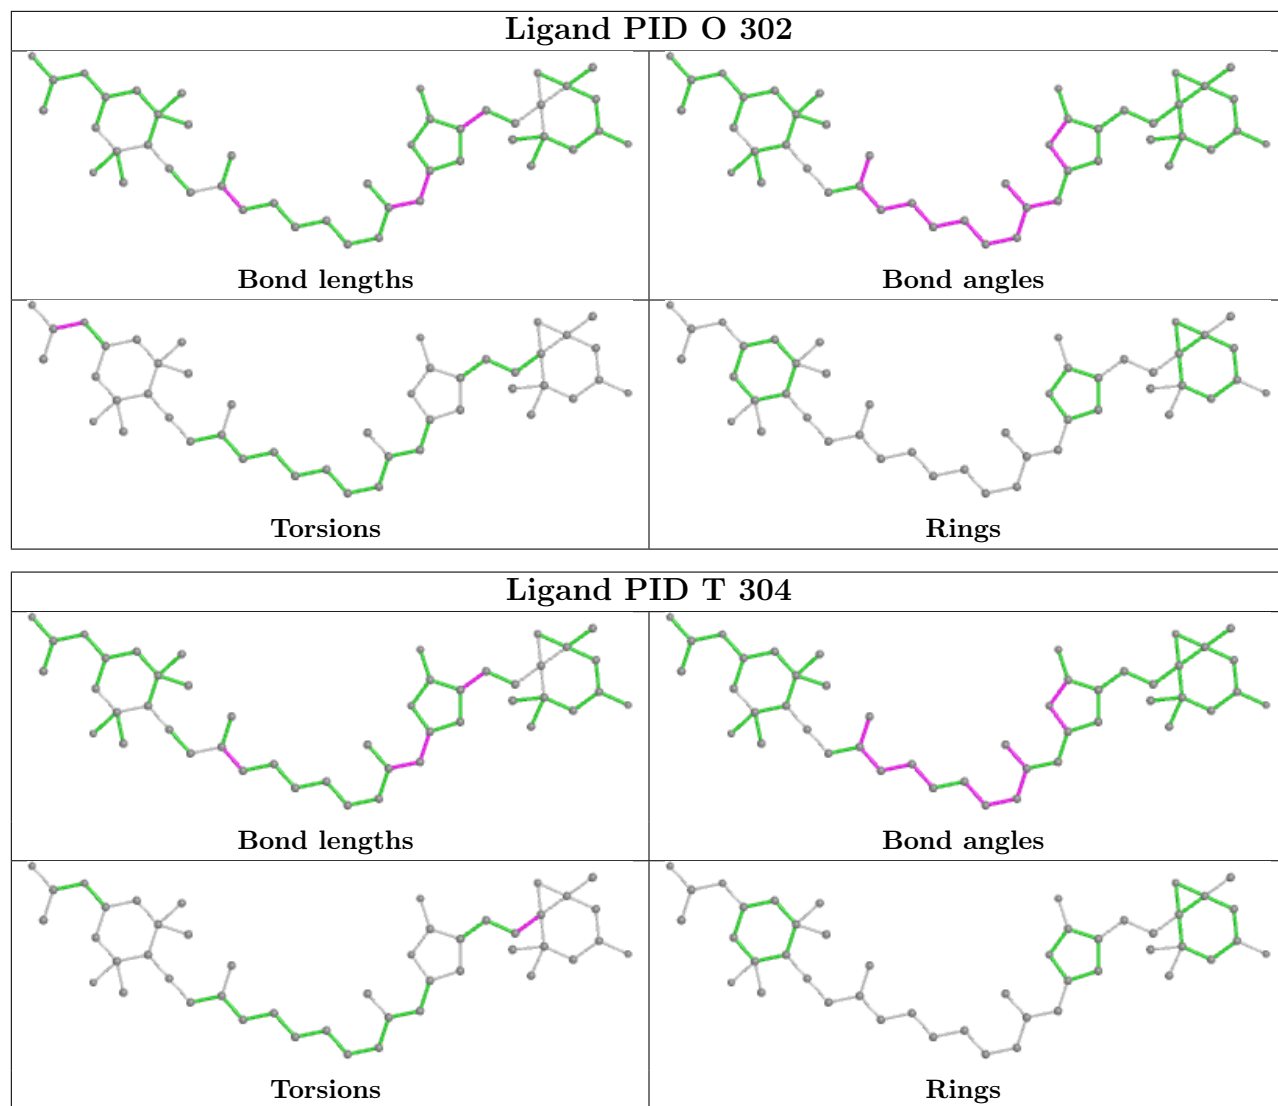 Ligand PID O 302
Bond lengths
Bond angles
Torsions
Rings
Ligand PID T 304
Bond lengths
Bond angles
Torsions
Rings